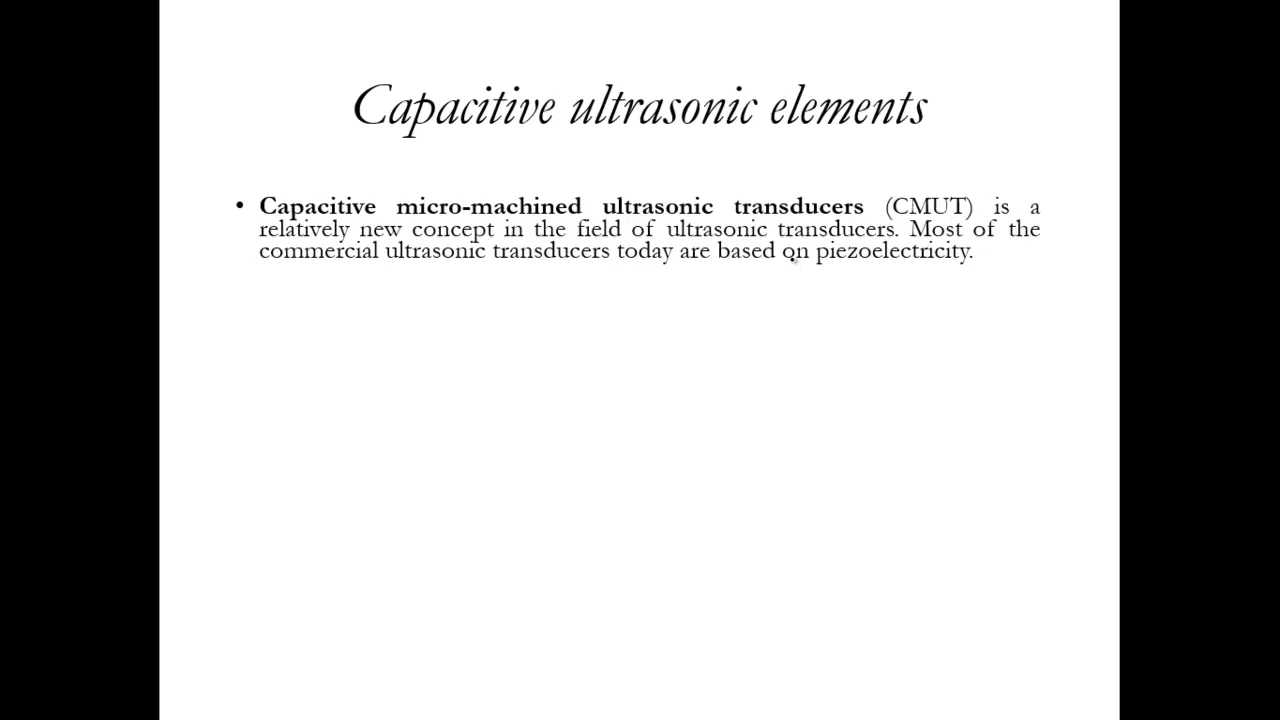 Capacitive ultrasonic elements
• Capacitive micro-machined ultrasonic transducers (CMUT) is a
relatively new concept in the field of ultrasonic transducers. Most of the
commercial ultrasonic transducers today are based on piezoelectricity.